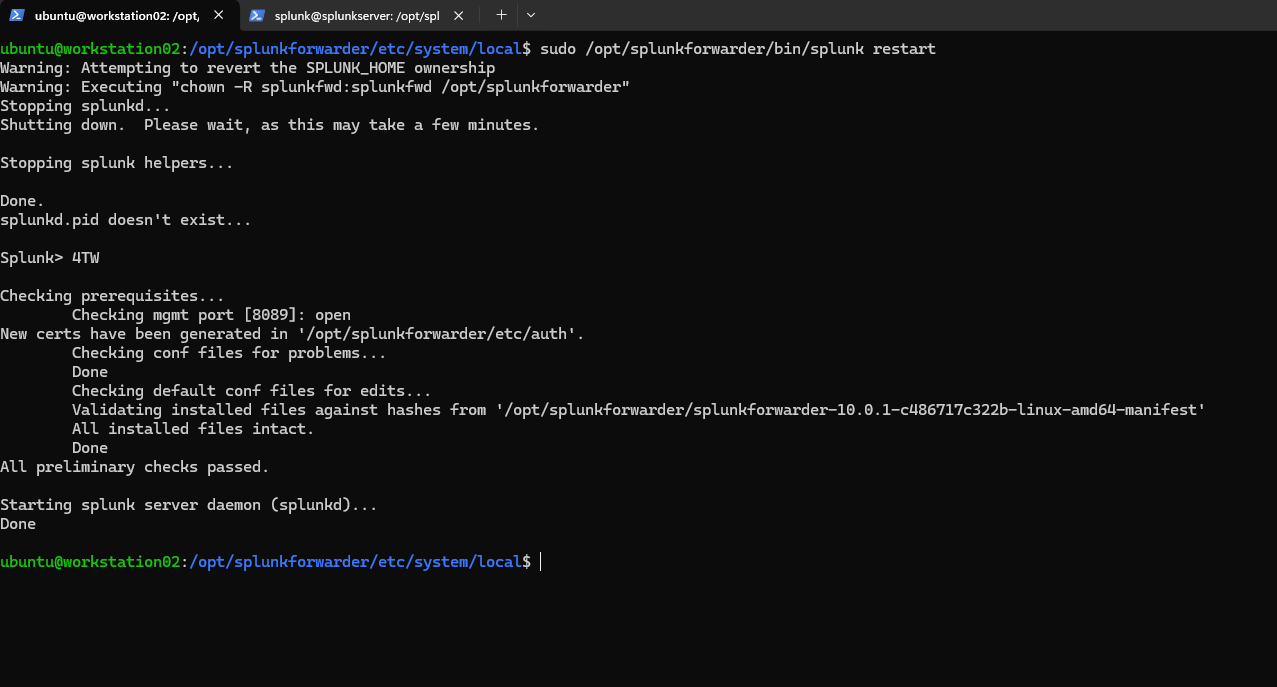 ubuntu@workstation02: /opt,
splunk@splunkserver: /opt/spl
ubuntu@workstation02:/opt/splunkforwarder/etc/system/local$ sudo /opt/splunkforwarder/bin/splunk restart
Warning: Attempting to revert the SPLUNK_HOME ownership
Warning: Executing "chown -R splunkfwd:splunkfwd /opt/splunkforwarder"
Stopping splunkd...
Shutting down.  Please wait, as this may take a few minutes.
Stopping splunk helpers...
Done.
splunkd.pid doesn't exist...
Splunk> 4TW
Checking prerequisites...
Checking mgmt port [8089]: open
New certs have been generated in '/opt/splunkforwarder/etc/auth'.
Checking conf files for problems...
Done
Checking default conf files for edits...
Validating installed files against hashes from '/opt/splunkforwarder/splunkforwarder-10.0.1-c486717c322b-linux-amd64-manifest'
All installed files intact.
Done
All preliminary checks passed.
Starting splunk server daemon (splunkd)...
Done
ubuntu@workstation02:/opt/splunkforwarder/etc/system/local$